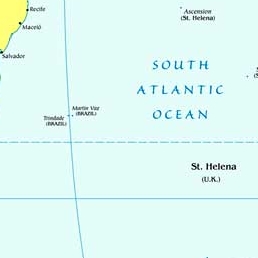 Recife
Ascension
(St. Helena)
Maceió
Salvador
SOUTH
ATLANTIC
OCEAN
Martin Vaz
(BRAZIL)
Trindade
(BRAZIL)
St. Helena
(U.K.)